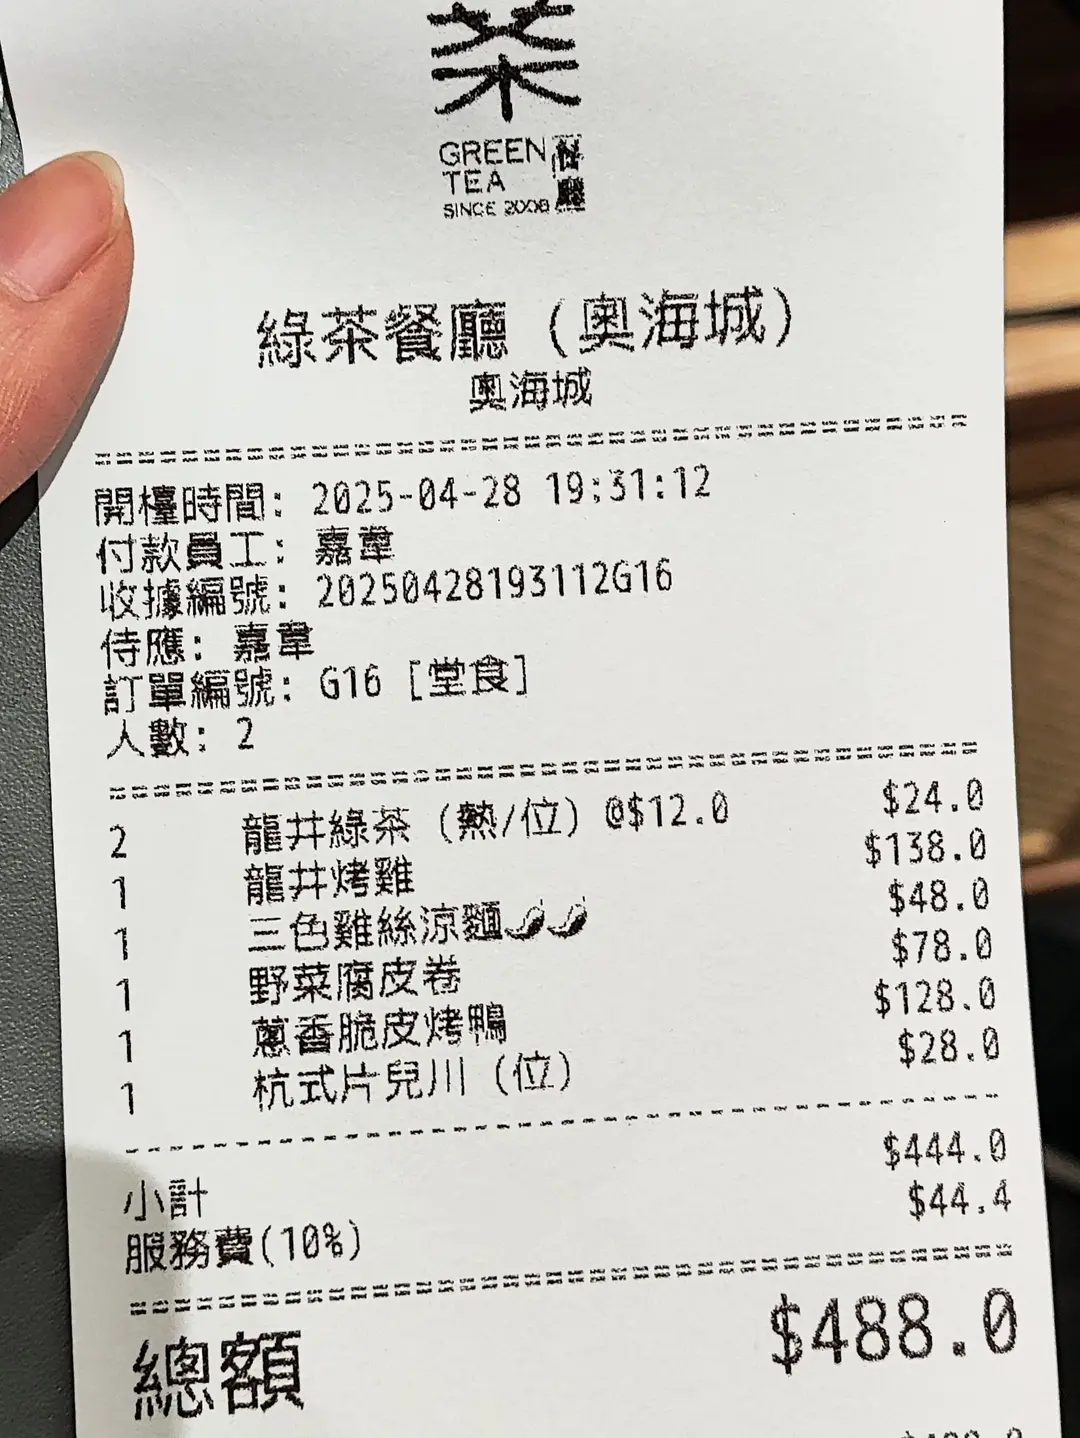 茶
GREEN 餐
TEA 廳
SINCE 2008
綠茶餐廳 (奧海城)
奧海城
開檯時間: 2025-04-28 19:31:12
付款員工: 嘉韋
收據編號: 20250428193112G16
侍應: 嘉韋
訂單編號: G16 [堂食]
人數: 2
2 龍井綠茶 (熱/位) @$12.0 $24.0
1 龍井烤雞 $138.0
1 三色雞絲涼麵🌶🌶 $48.0
1 野菜腐皮卷 $78.0
1 蔥香脆皮烤鴨 $128.0
1 杭式片兒川 (位) $28.0
小計 $444.0
服務費(10%) $44.4
總額 $488.0